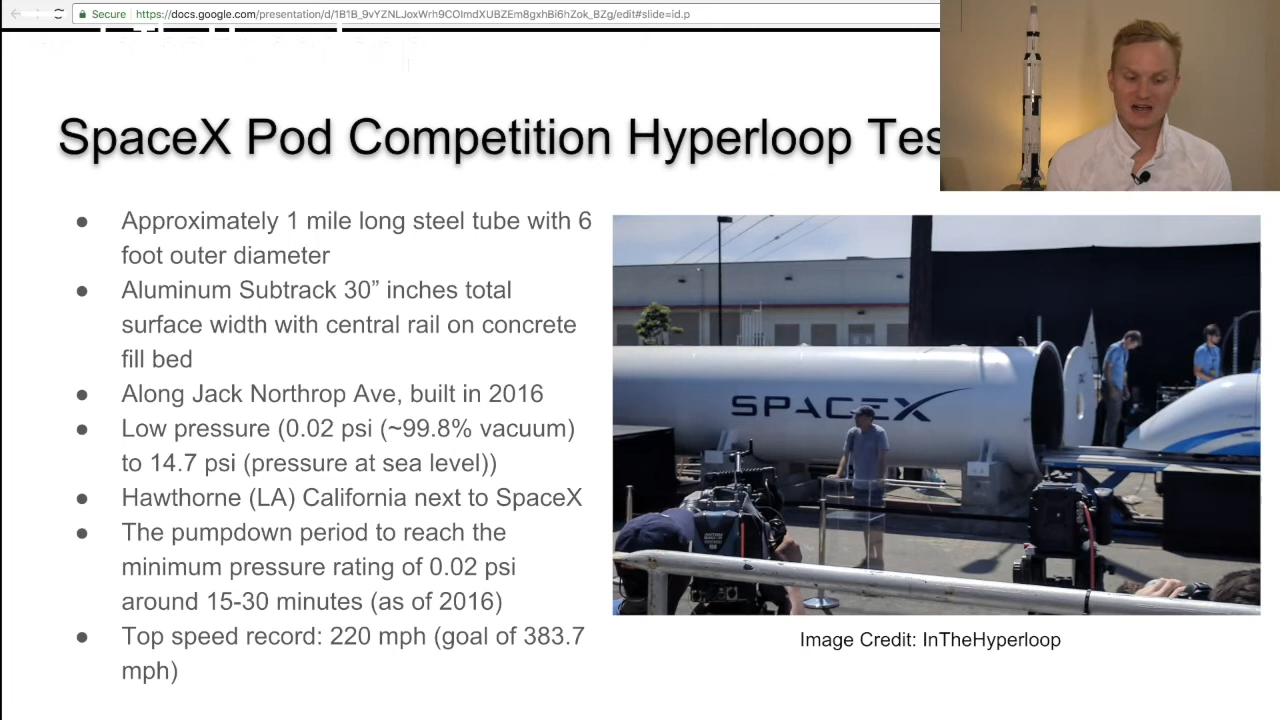 Secure
https://docs.google.com/presentation/d/1B1B_9vYZNLJoxWrh9COImdXUBZEm8gxhBi6hZok_BZg/edit#slide=id.p
SpaceX Pod Competition Hyperloop Tes
● Approximately 1 mile long steel tube with 6
foot outer diameter
● Aluminum Subtrack 30” inches total
surface width with central rail on concrete
fill bed
● Along Jack Northrop Ave, built in 2016
● Low pressure (0.02 psi (~99.8% vacuum)
to 14.7 psi (pressure at sea level))
● Hawthorne (LA) California next to SpaceX
● The pumpdown period to reach the
minimum pressure rating of 0.02 psi
around 15-30 minutes (as of 2016)
● Top speed record: 220 mph (goal of 383.7
mph)
SPACEX
Image Credit: InTheHyperloop